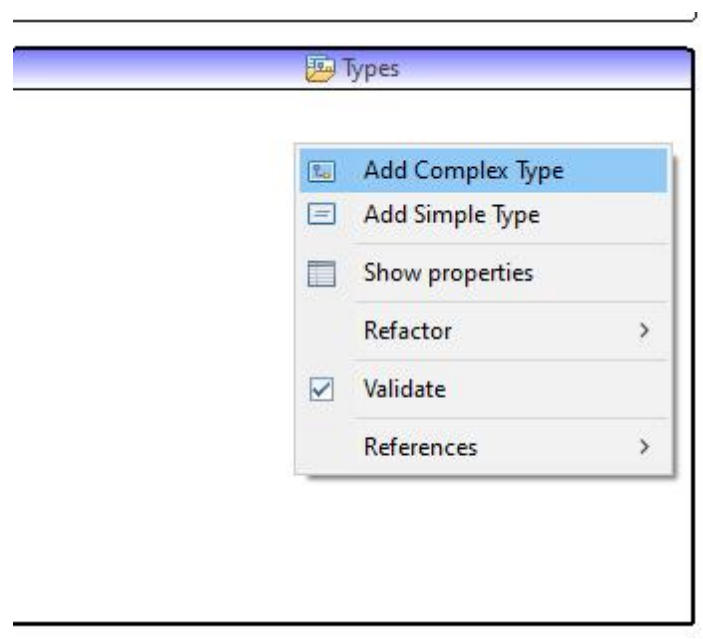 Types
Add Complex Type
Add Simple Type
Show properties
Refactor
Validate
References